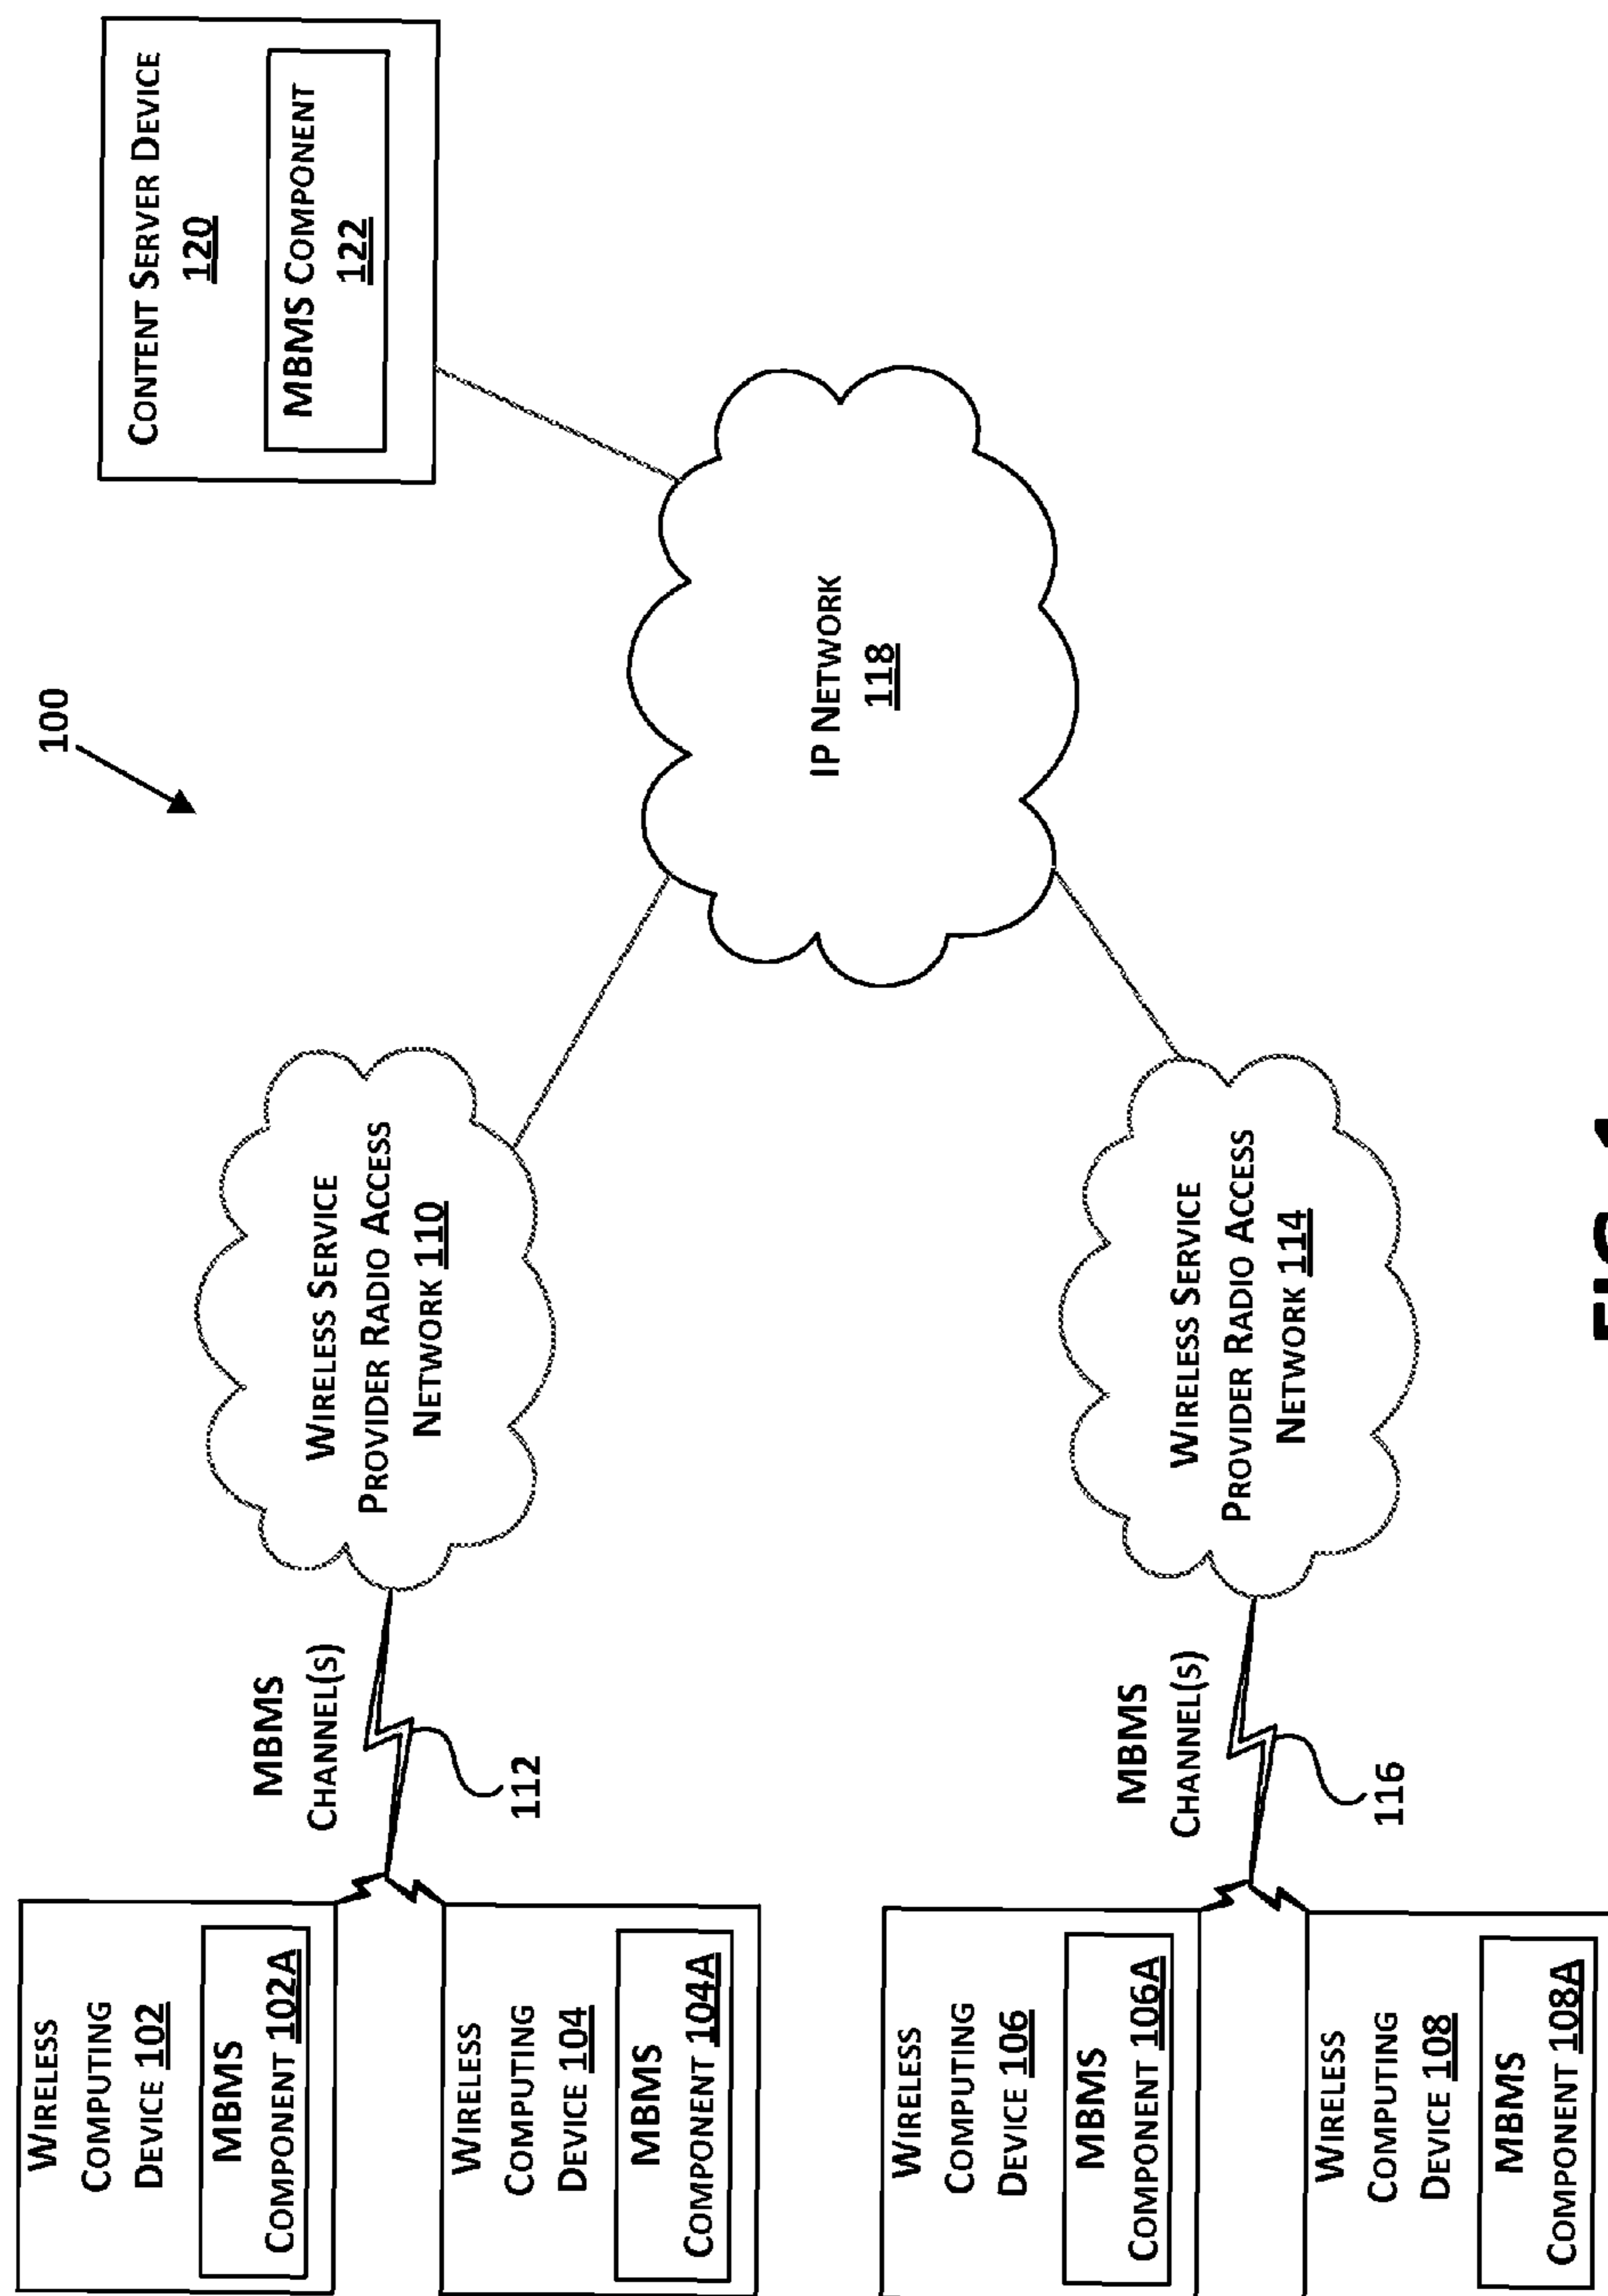 100
CONTENT SERVER DEVICE
120
MBMS COMPONENT
122
IP NETWORK
118
WIRELESS SERVICE
PROVIDER RADIO ACCESS
NETWORK 110
WIRELESS SERVICE
PROVIDER RADIO ACCESS
NETWORK 114
MBMS
CHANNEL(S)
112
MBMS
CHANNEL(S)
116
WIRELESS
COMPUTING
DEVICE 102
MBMS
COMPONENT 102A
WIRELESS
COMPUTING
DEVICE 104
MBMS
COMPONENT 104A
WIRELESS
COMPUTING
DEVICE 106
MBMS
COMPONENT 106A
WIRELESS
COMPUTING
DEVICE 108
MBMS
COMPONENT 108A